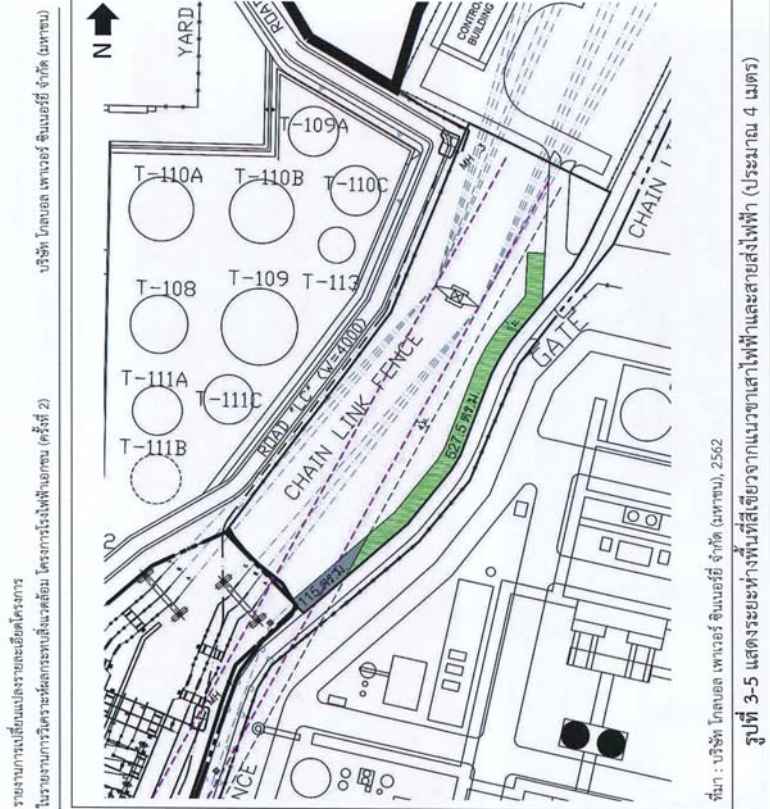 รายงานการเปลี่ยนแปลงรายละเอียดโครงการ
ในรายงานการวิเคราะห์ผลกระทบสิ่งแวดล้อม โครงการโรงไฟฟ้าเอกชน (ครั้งที่ 2)
บริษัท โกลบอล เพาเวอร์ ซินเนอร์ยี่ จำกัด (มหาชน)
N
YARD
ROAD
CONTROL
BUILDING
T-109A
T-110A
T-110B
T-110C
MH 3
T-108
T-109
T-113
T-111A
T-111C
T-111B
ROAD "LC" (W=4000)
CHAIN LINK FENCE
CHAIN LI
GATE
527.5 ตร.ม.
115 ตร.ม.
2
MH
NCE
ที่มา : บริษัท โกลบอล เพาเวอร์ ซินเนอร์ยี่ จำกัด (มหาชน), 2562
รูปที่ 3-5 แสดงระยะห่างพื้นที่สีเขียวจากแนวขาเสาไฟฟ้าและสายส่งไฟฟ้า (ประมาณ 4 เมตร)